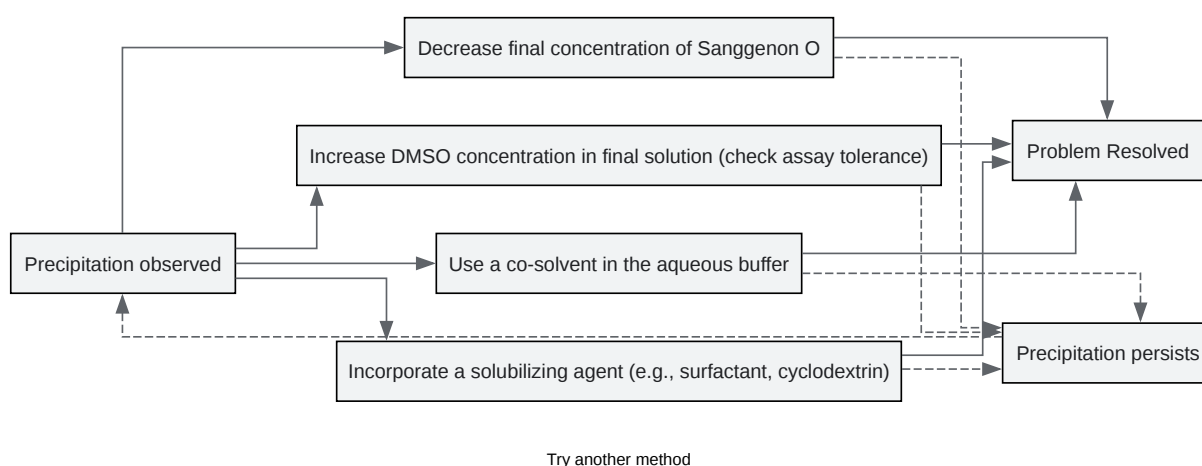 Decrease final concentration of Sanggenon O
Increase DMSO concentration in final solution (check assay tolerance)
Problem Resolved
Precipitation observed
Use a co-solvent in the aqueous buffer
Precipitation persists
Incorporate a solubilizing agent (e.g., surfactant, cyclodextrin)
Try another method